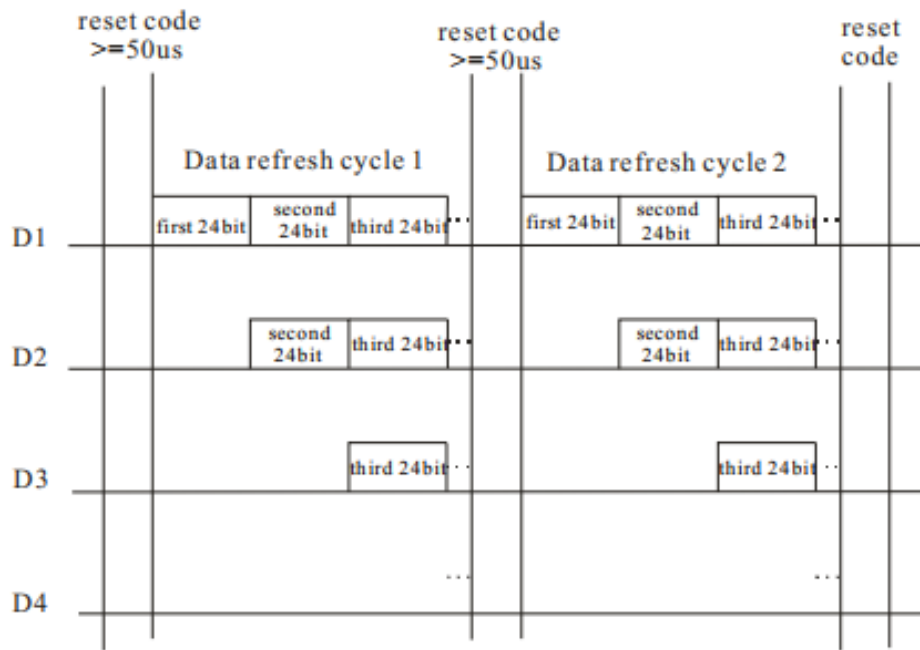 reset code
>=50us
reset code
>=50us
reset
code
Data refresh cycle 1
Data refresh cycle 2
D1
first 24bit
second
24bit
third 24bit
...
first 24bit
second
24bit
third 24bit
...
D2
second
24bit
third 24bit
...
second
24bit
third 24bit
...
D3
third 24bit
...
third 24bit
...
...
...
D4